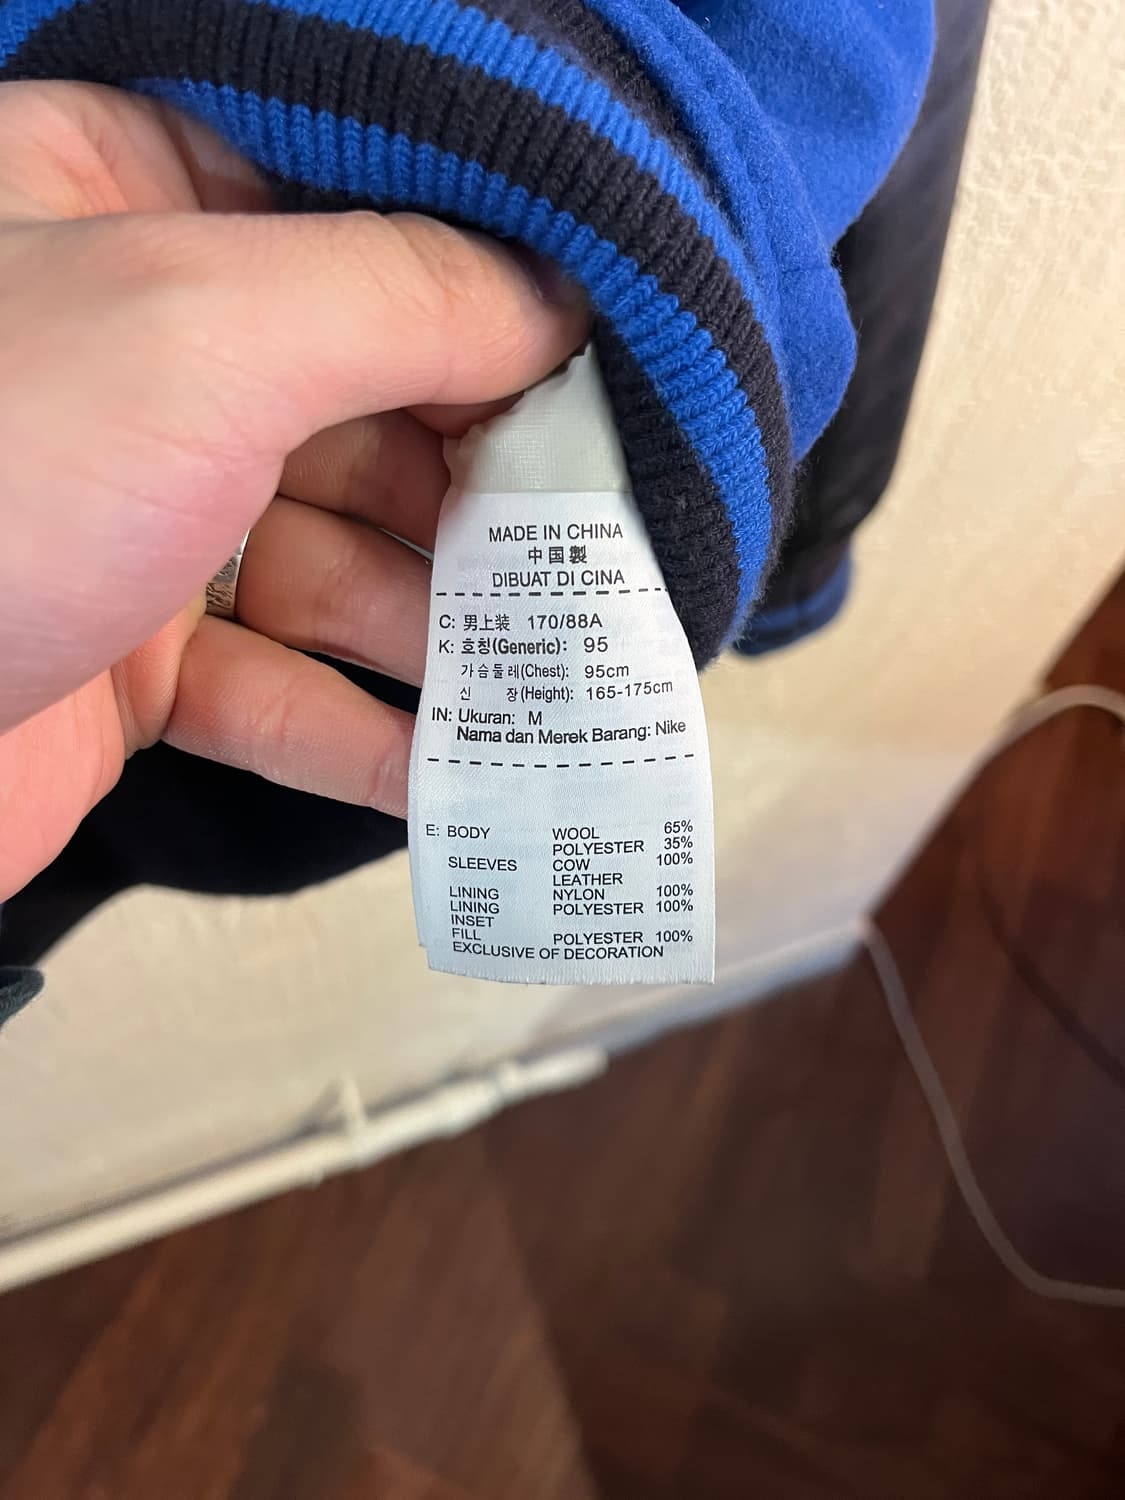 MADE IN CHINA
中国製
DIBUAT DI CINA
C: 男上装 170/88A
K: 호칭(Generic): 95
가슴둘레(Chest): 95cm
신 장(Height): 165-175cm
IN: Ukuran: M
Nama dan Merek Barang: Nike
E: BODY WOOL 65%
POLYESTER 35%
SLEEVES COW 100%
LEATHER
LINING NYLON 100%
LINING POLYESTER 100%
INSET
FILL POLYESTER 100%
EXCLUSIVE OF DECORATION